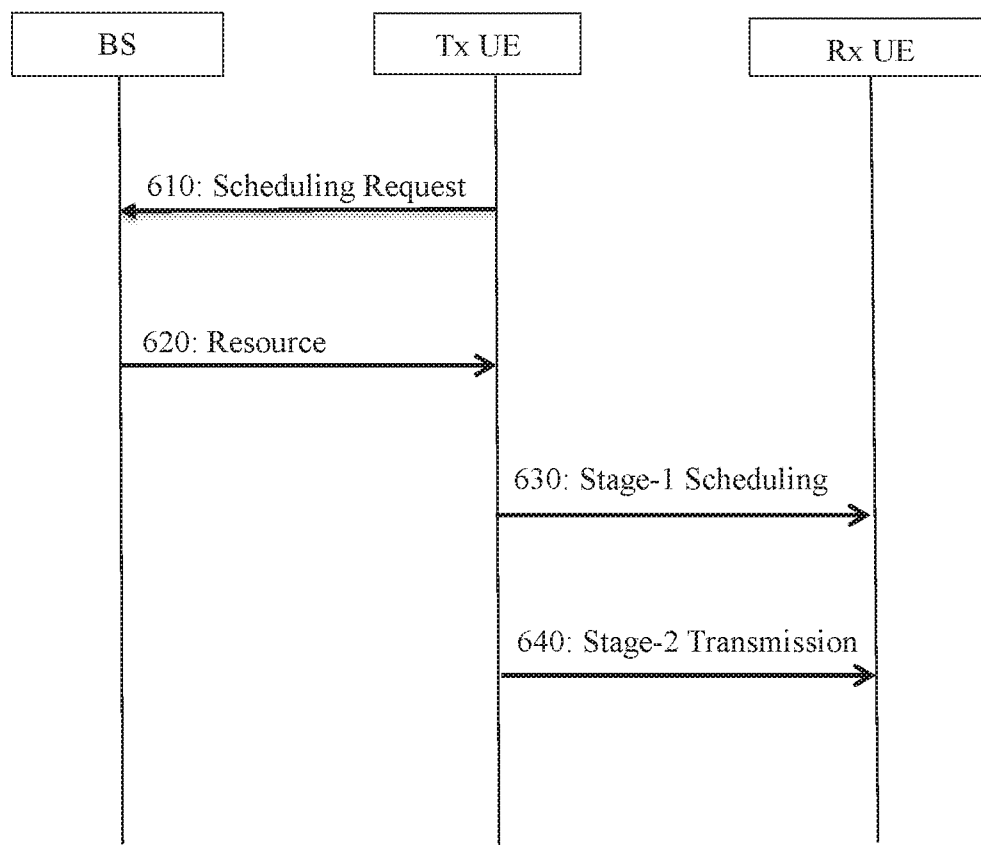 BS
Tx UE
Rx UE
610: Scheduling Request
620: Resource
630: Stage-1 Scheduling
640: Stage-2 Transmission